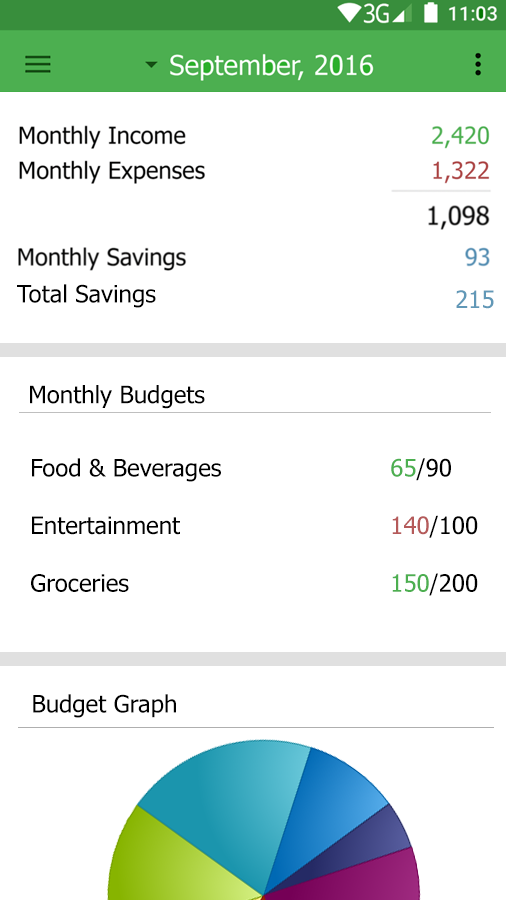 3G 11:03
September, 2016
Monthly Income 2,420
Monthly Expenses 1,322
1,098
Monthly Savings 93
Total Savings 215
Monthly Budgets
Food & Beverages 65/90
Entertainment 140/100
Groceries 150/200
Budget Graph